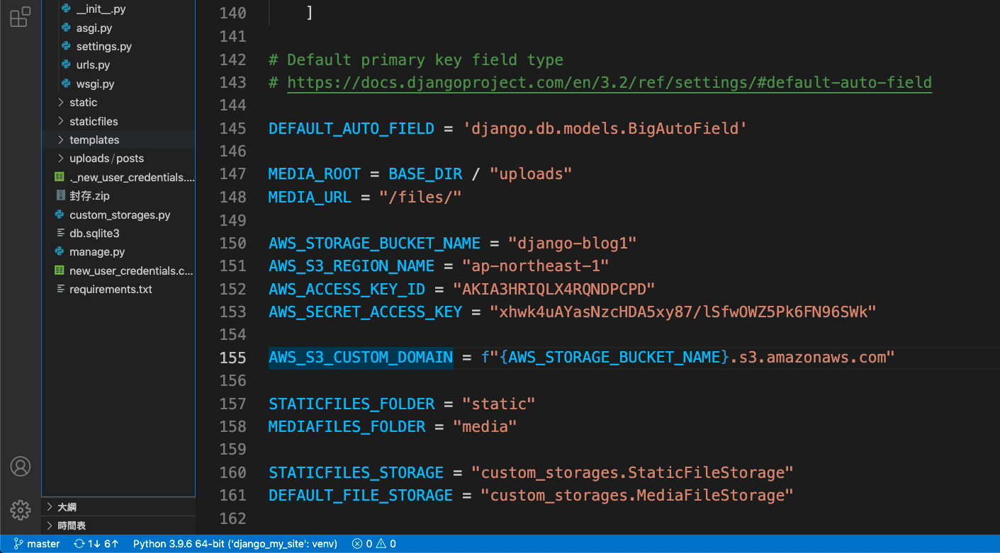 __init__.py
asgi.py
settings.py
urls.py
wsgi.py
static
staticfiles
templates
uploads/posts
._new_user_credentials....
封存.zip
custom_storages.py
db.sqlite3
manage.py
new_user_credentials.c...
requirements.txt
大綱
時間表
140 ]
141
142 # Default primary key field type
143 # https://docs.djangoproject.com/en/3.2/ref/settings/#default-auto-field
144
145 DEFAULT_AUTO_FIELD = 'django.db.models.BigAutoField'
146
147 MEDIA_ROOT = BASE_DIR / "uploads"
148 MEDIA_URL = "/files/"
149
150 AWS_STORAGE_BUCKET_NAME = "django-blog1"
151 AWS_S3_REGION_NAME = "ap-northeast-1"
152 AWS_ACCESS_KEY_ID = "AKIA3HRIQLX4RQNDPCPD"
153 AWS_SECRET_ACCESS_KEY = "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"
154
155 AWS_S3_CUSTOM_DOMAIN = f"{AWS_STORAGE_BUCKET_NAME}.s3.amazonaws.com"
156
157 STATICFILES_FOLDER = "static"
158 MEDIAFILES_FOLDER = "media"
159
160 STATICFILES_STORAGE = "custom_storages.StaticFileStorage"
161 DEFAULT_FILE_STORAGE = "custom_storages.MediaFileStorage"
162
master 1↓ 6↑ Python 3.9.6 64-bit ('django_my_site': venv) 0 0